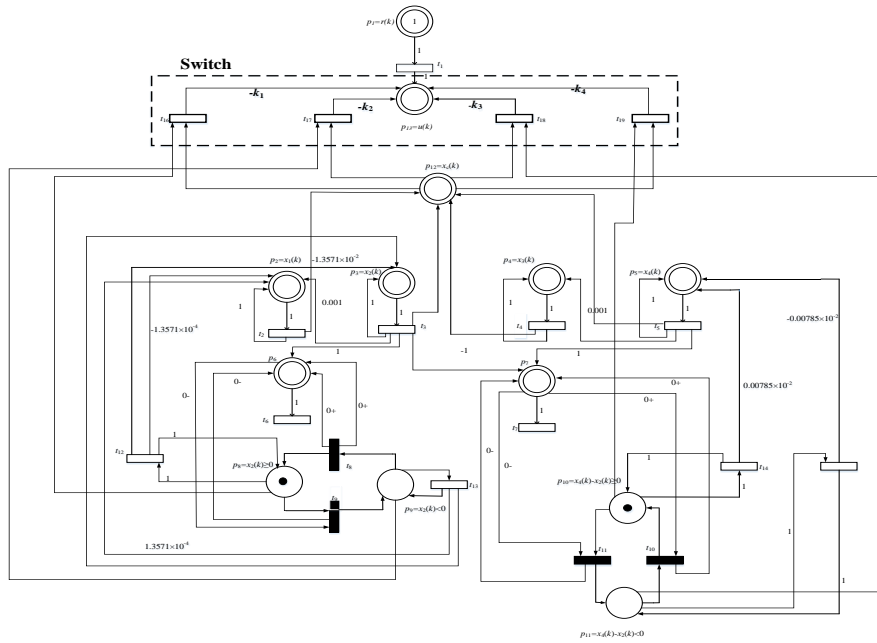 p1=r(k)
1
1
t1
1
Switch
-k1
-k2
-k3
-k4
t16
t17
t18
t19
p13=u(k)
p12=xs(k)
p2=x1(k)
-1.3571×10-2
p3=x2(k)
p4=x3(k)
p5=x4(k)
1
1
0.001
1
1
1
1
0.001
1
1
-0.00785×10-2
-1.3571×10-4
t2
t3
t4
t5
1
-1
1
p6
p7
0-
0-
1
0+
0+
0+
0+
1
0.00785×10-2
t6
t7
0-
0-
1
t12
p8=x2(k)≥0
t8
1
t9
t13
p9=x2(k)<0
p10=x4(k)-x2(k)≥0
1
t14
1
1
t11
t10
1.3571×10-4
1
p11=x4(k)-x2(k)<0